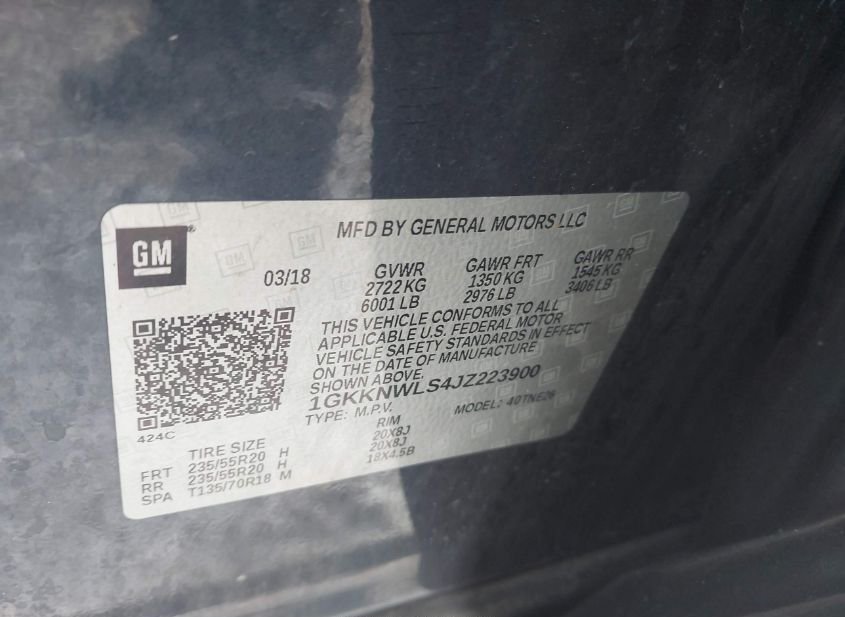 GM
®
MFD BY GENERAL MOTORS LLC
03/18
GVWR
2722 KG
6001 LB
GAWR FRT
1350 KG
2976 LB
GAWR RR
1545 KG
3406 LB
THIS VEHICLE CONFORMS TO ALL
APPLICABLE U.S. FEDERAL MOTOR
VEHICLE SAFETY STANDARDS IN EFFECT
ON THE DATE OF MANUFACTURE
SHOWN ABOVE.
1GKKNWLS4JZ223900
TYPE: M.P.V. MODEL: 40TNE26
424C
TIRE SIZE RIM
FRT 235/55R20 H 20X8J
RR 235/55R20 H 20X8J
SPA T135/70R18 M 18X4.5B